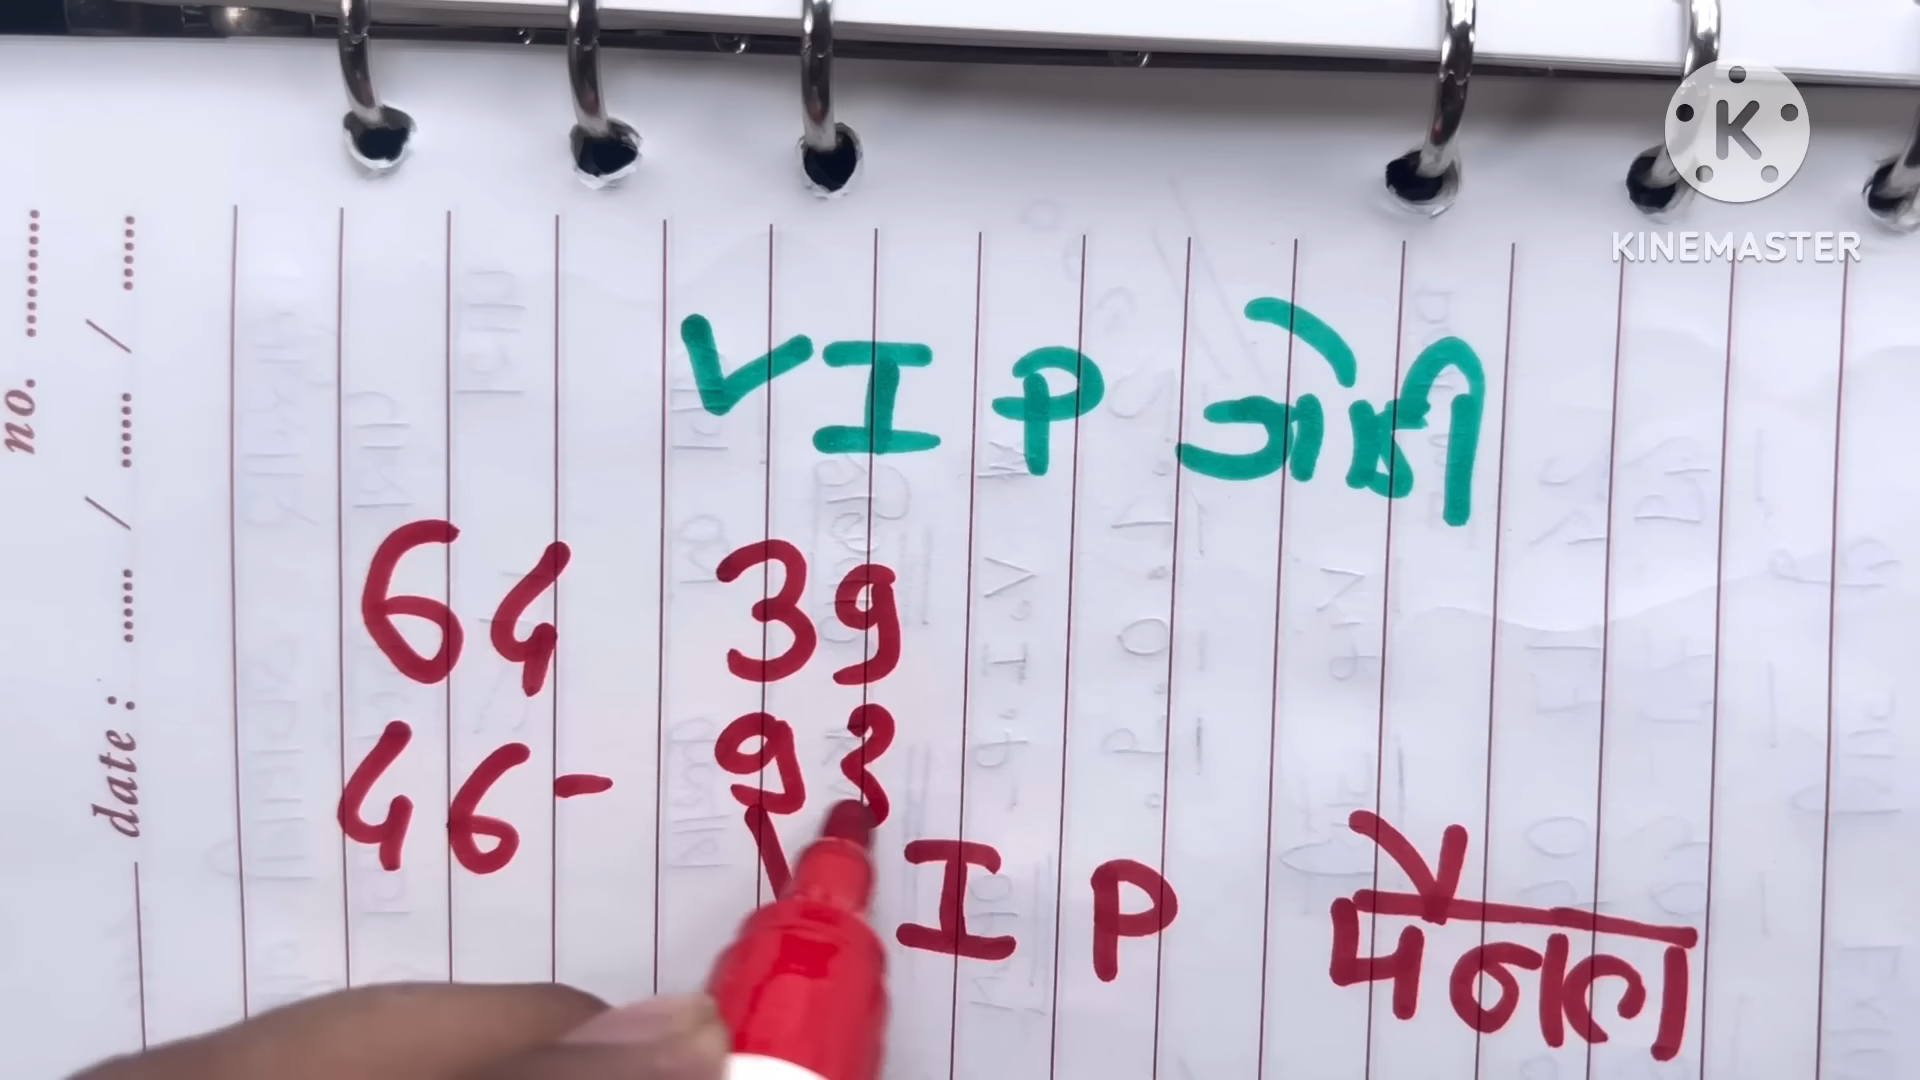 KINEMASTER
no. ..........
date : ...... / ...... / ......
VIP जोडी
64 39
46- 93
VIP पेनल